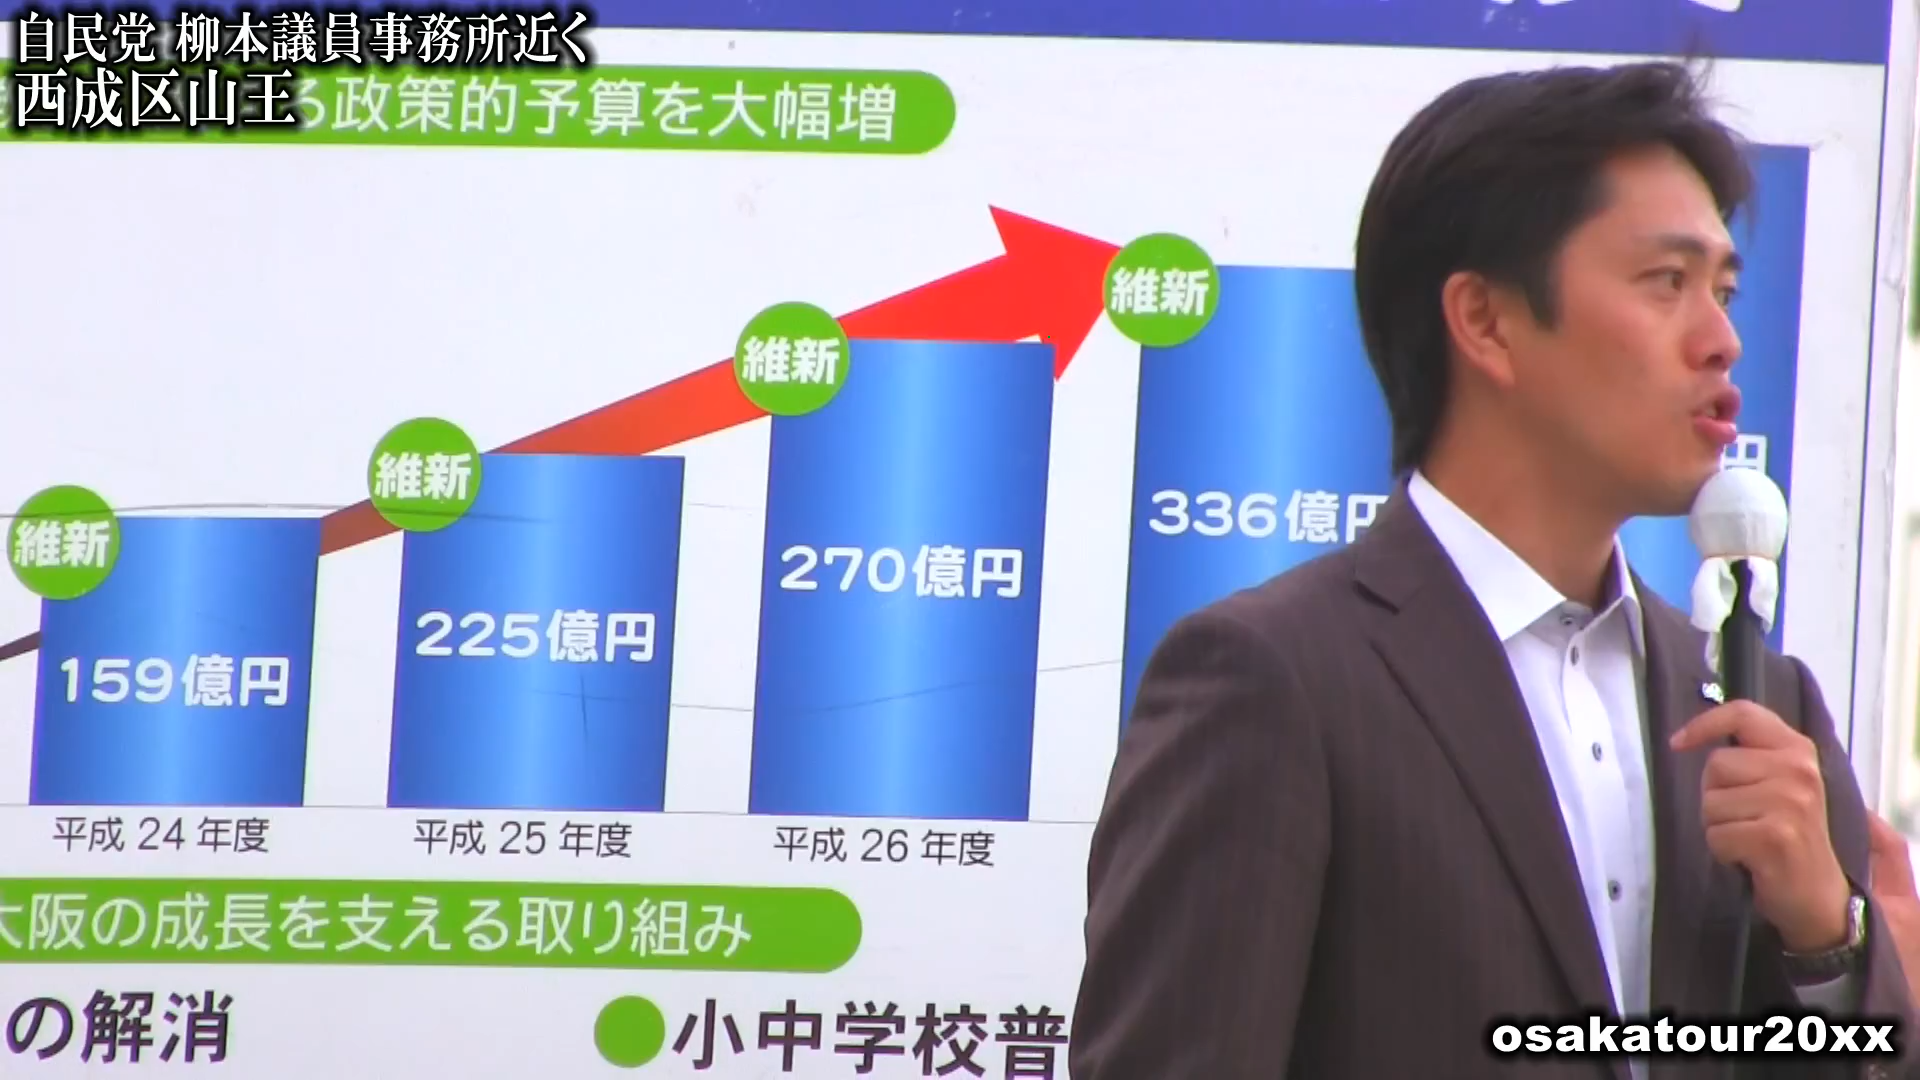 自民党 柳本議員事務所近く
西成区山王
る政策的予算を大幅増
維新
維新
維新
維新
159億円
225億円
270億円
336億円
円
平成 24 年度
平成 25 年度
平成 26 年度
大阪の成長を支える取り組み
の解消
●小中学校普
osakatour20xx